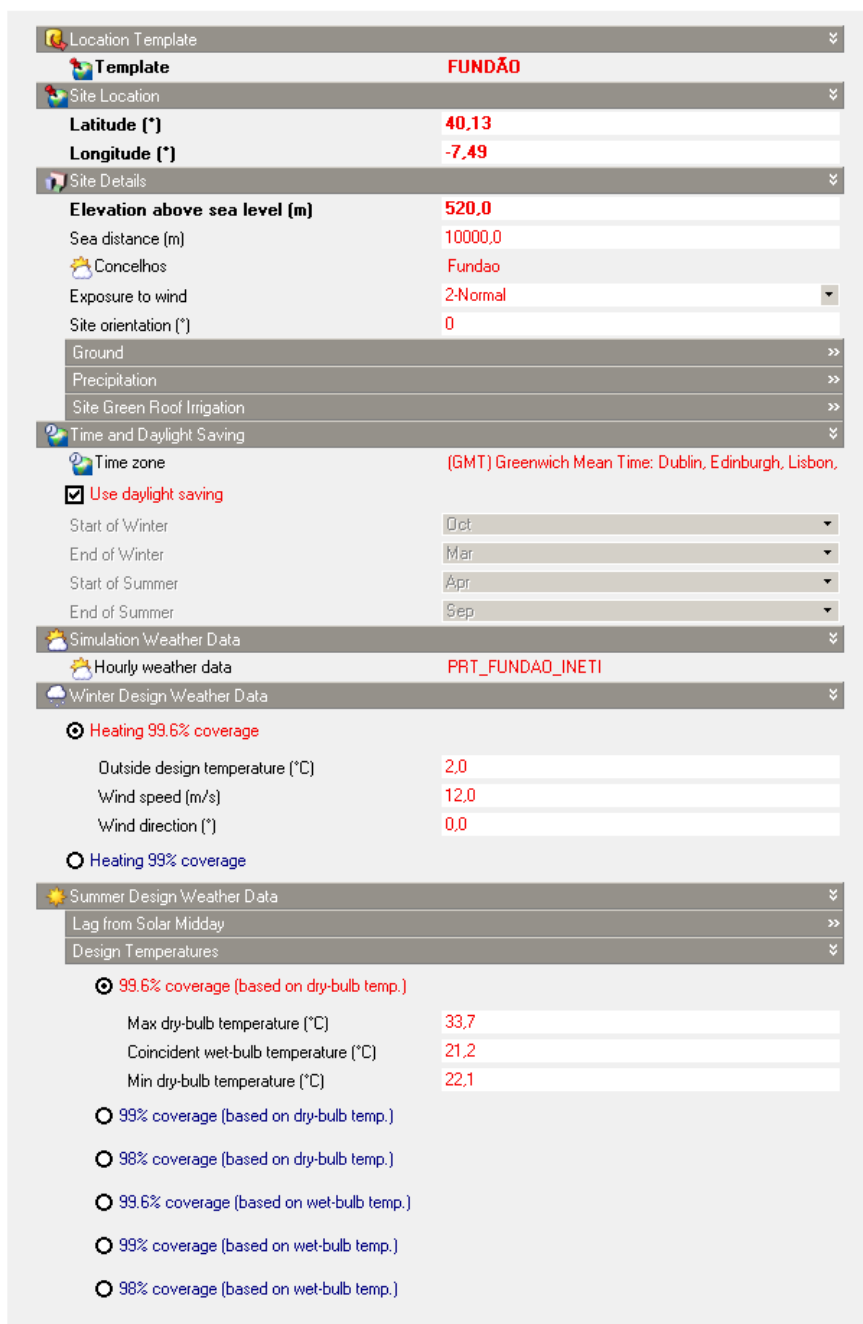 Location Template
Template FUNDÃO
Site Location
Latitude (°) 40,13
Longitude (°) -7,49
Site Details
Elevation above sea level (m) 520,0
Sea distance (m) 10000,0
Concelhos Fundao
Exposure to wind 2-Normal
Site orientation (°) 0
Ground
Precipitation
Site Green Roof Irrigation
Time and Daylight Saving
Time zone (GMT) Greenwich Mean Time: Dublin, Edinburgh, Lisbon,
Use daylight saving
Start of Winter Oct
End of Winter Mar
Start of Summer Apr
End of Summer Sep
Simulation Weather Data
Hourly weather data PRT_FUNDAO_INETI
Winter Design Weather Data
Heating 99.6% coverage
Outside design temperature (°C) 2,0
Wind speed (m/s) 12,0
Wind direction (°) 0,0
Heating 99% coverage
Summer Design Weather Data
Lag from Solar Midday
Design Temperatures
99.6% coverage (based on dry-bulb temp.)
Max dry-bulb temperature (°C) 33,7
Coincident wet-bulb temperature (°C) 21,2
Min dry-bulb temperature (°C) 22,1
99% coverage (based on dry-bulb temp.)
98% coverage (based on dry-bulb temp.)
99.6% coverage (based on wet-bulb temp.)
99% coverage (based on wet-bulb temp.)
98% coverage (based on wet-bulb temp.)